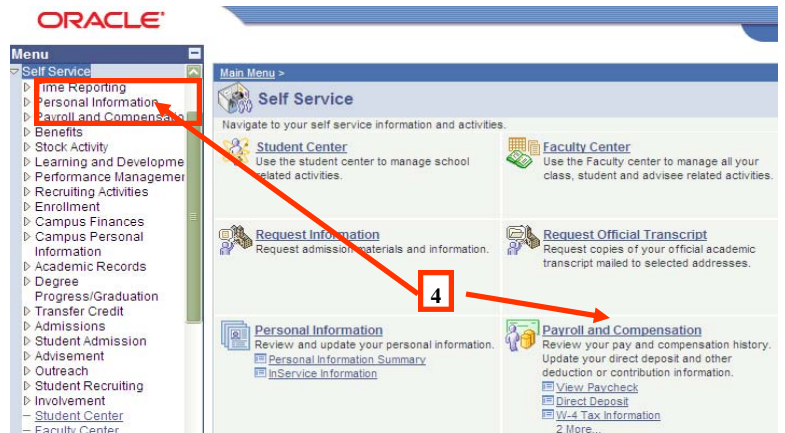 ORACLE
Menu
Self Service
Time Reporting
Personal Information
Payroll and Compensatio
Benefits
Stock Activity
Learning and Developme
Performance Managemer
Recruiting Activities
Enrollment
Campus Finances
Campus Personal
Information
Academic Records
Degree
Progress/Graduation
Transfer Credit
Admissions
Student Admission
Advisement
Outreach
Student Recruiting
Involvement
Student Center
Faculty Center
Main Menu >
Self Service
Navigate to your self service information and activities.
Student Center
Use the student center to manage school
related activities.
Faculty Center
Use the Faculty center to manage all your
class, student and advisee related activities.
Request Information
Request admission materials and information.
Request Official Transcript
Request copies of your official academic
transcript mailed to selected addresses.
4
Personal Information
Review and update your personal information.
Personal Information Summary
InService Information
Payroll and Compensation
Review your pay and compensation history.
Update your direct deposit and other
deduction or contribution information.
View Paycheck
Direct Deposit
W-4 Tax Information
2 More...